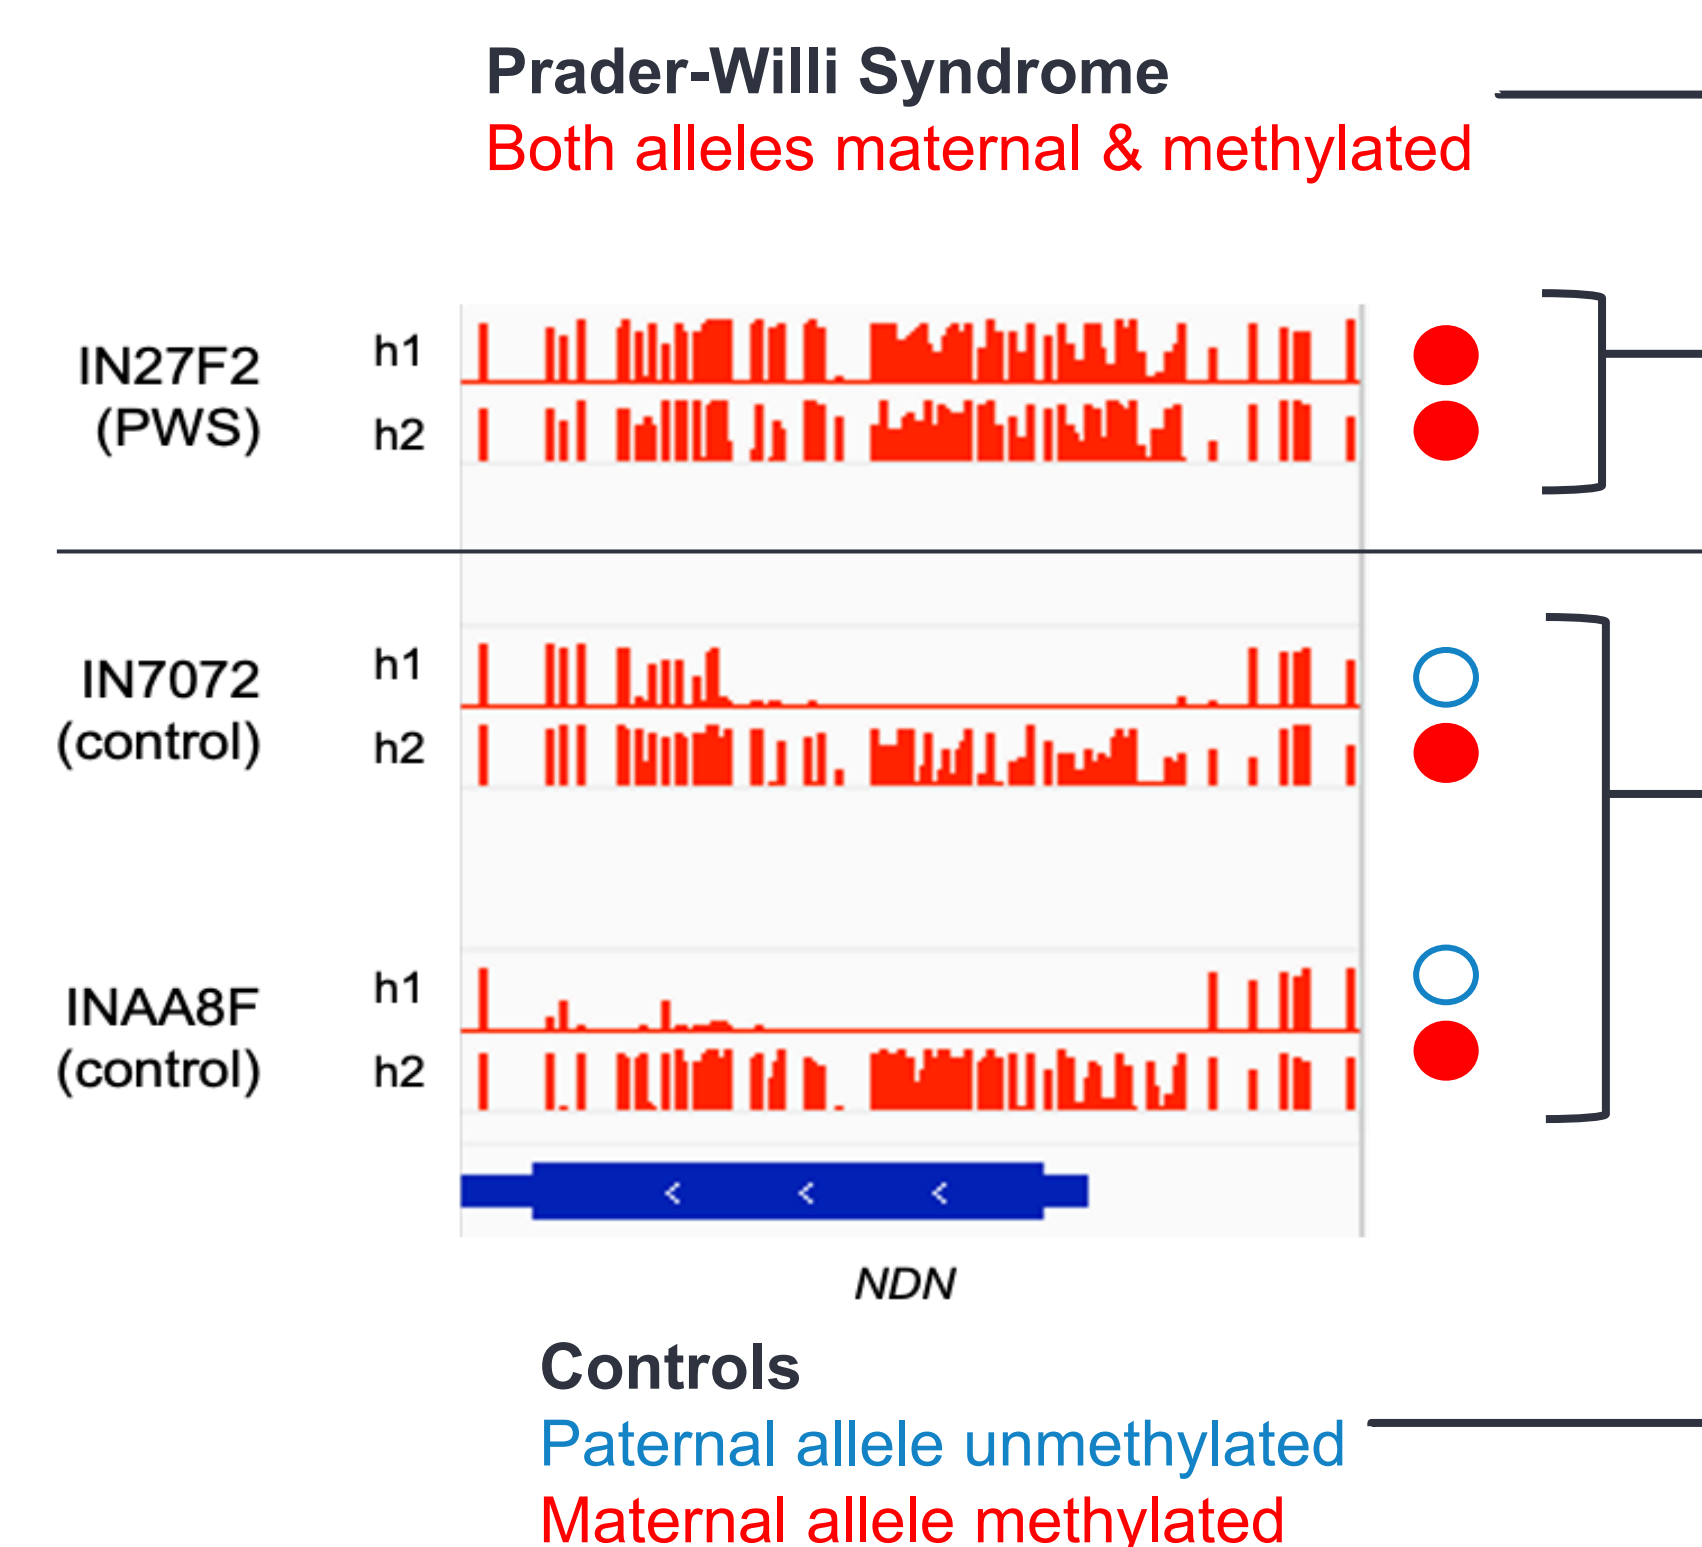 Prader-Willi Syndrome
Both alleles maternal & methylated
IN27F2
(PWS)
h1
h2
IN7072
(control)
h1
h2
INAA8F
(control)
h1
h2
NDN
Controls
Paternal allele unmethylated
Maternal allele methylated